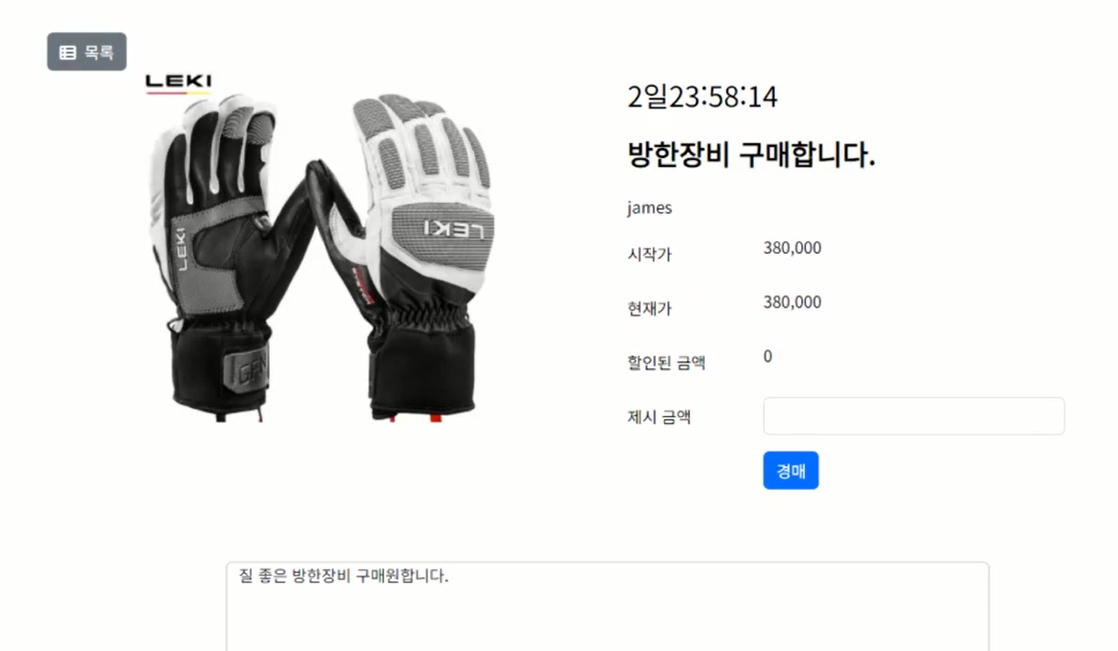 목록
LEKI
2일23:58:14
방한장비 구매합니다.
james
시작가 380,000
현재가 380,000
할인된 금액 0
제시 금액
경매
LEKI
LEKI
질 좋은 방한장비 구매원합니다.